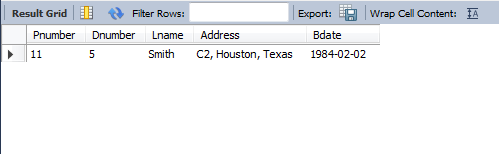 Result Grid Filter Rows: Export: Wrap Cell Content:
Pnumber Dnumber Lname Address Bdate
11 5 Smith C2, Houston, Texas 1984-02-02